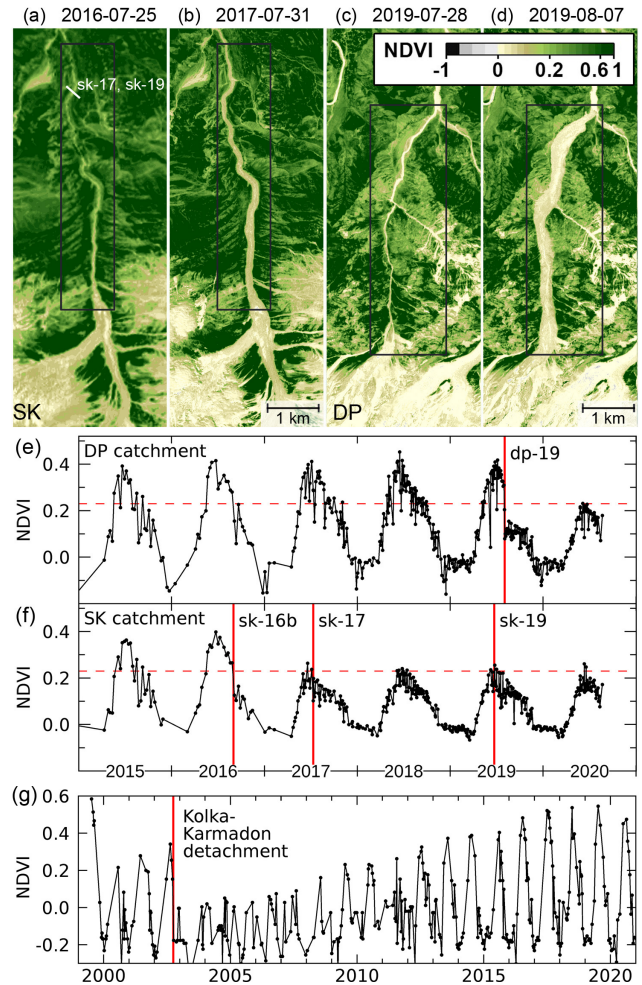 (a) 2016-07-25 (b) 2017-07-31 (c) 2019-07-28 (d) 2019-08-07
NDVI
-1 0 0.2 0.61
sk-17, sk-19
SK
1 km
DP
1 km
(e)
DP catchment
dp-19
NDVI
0.4
0.2
0.0
(f)
SK catchment
sk-16b
sk-17
sk-19
NDVI
0.4
0.2
0.0
2015 2016 2017 2018 2019 2020
(g)
Kolka-
Karmadon
detachment
NDVI
0.6
0.4
0.2
0.0
-0.2
2000 2005 2010 2015 2020